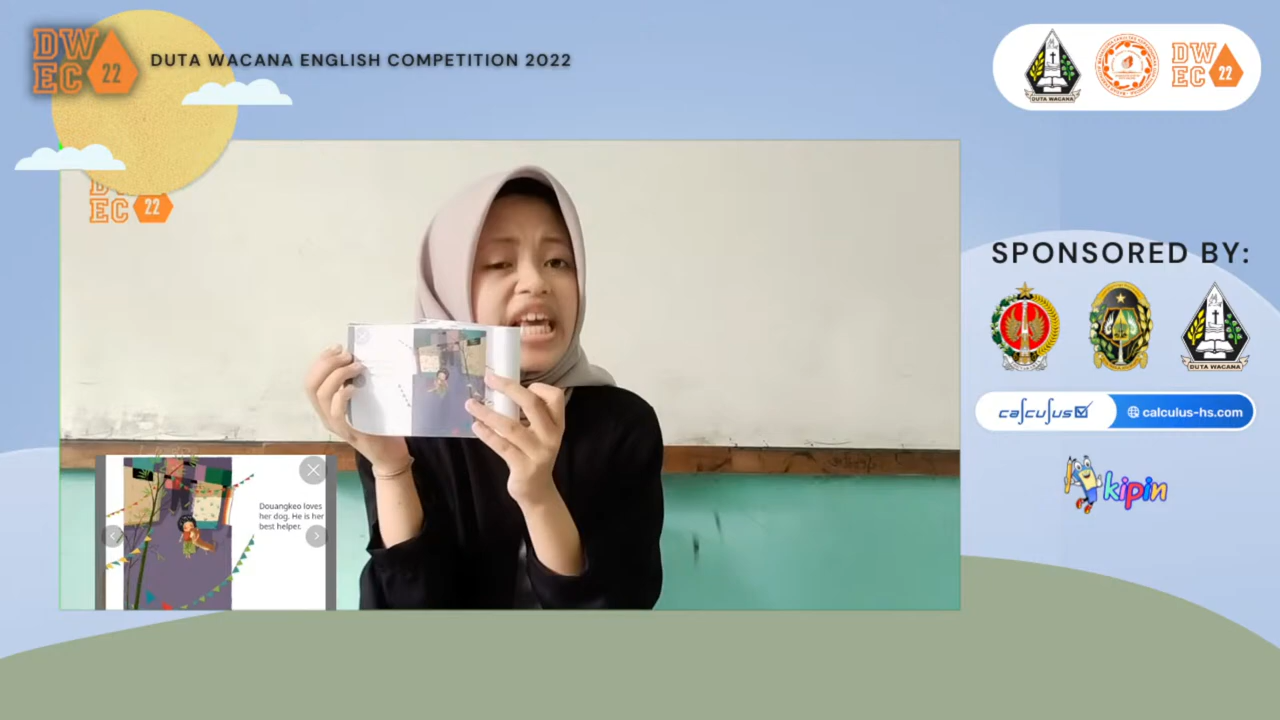 DW
EC 22
DUTA WACANA ENGLISH COMPETITION 2022
DUTA WACANA
DW
EC 22
EC 22
SPONSORED BY:
DUTA WACANA
calculus
calculus-hs.com
kipin
Douangkeo loves
her dog. He is her
best helper.